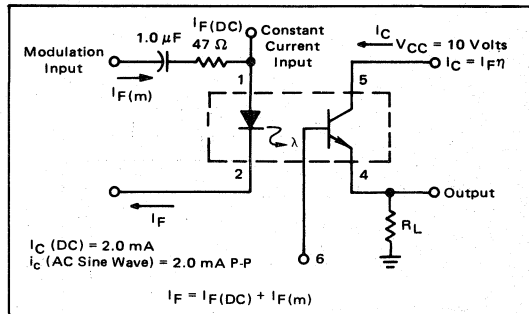 I_F(DC)
Constant
Current
Input
Modulation
Input
1.0 μF
47 Ω
I_F(m)
I_C
V_CC = 10 Volts
I_C = I_Fη
1
5
λ
2
4
I_F
6
Output
R_L
I_C (DC) = 2.0 mA
i_c (AC Sine Wave) = 2.0 mA P-P
I_F = I_F(DC) + I_F(m)